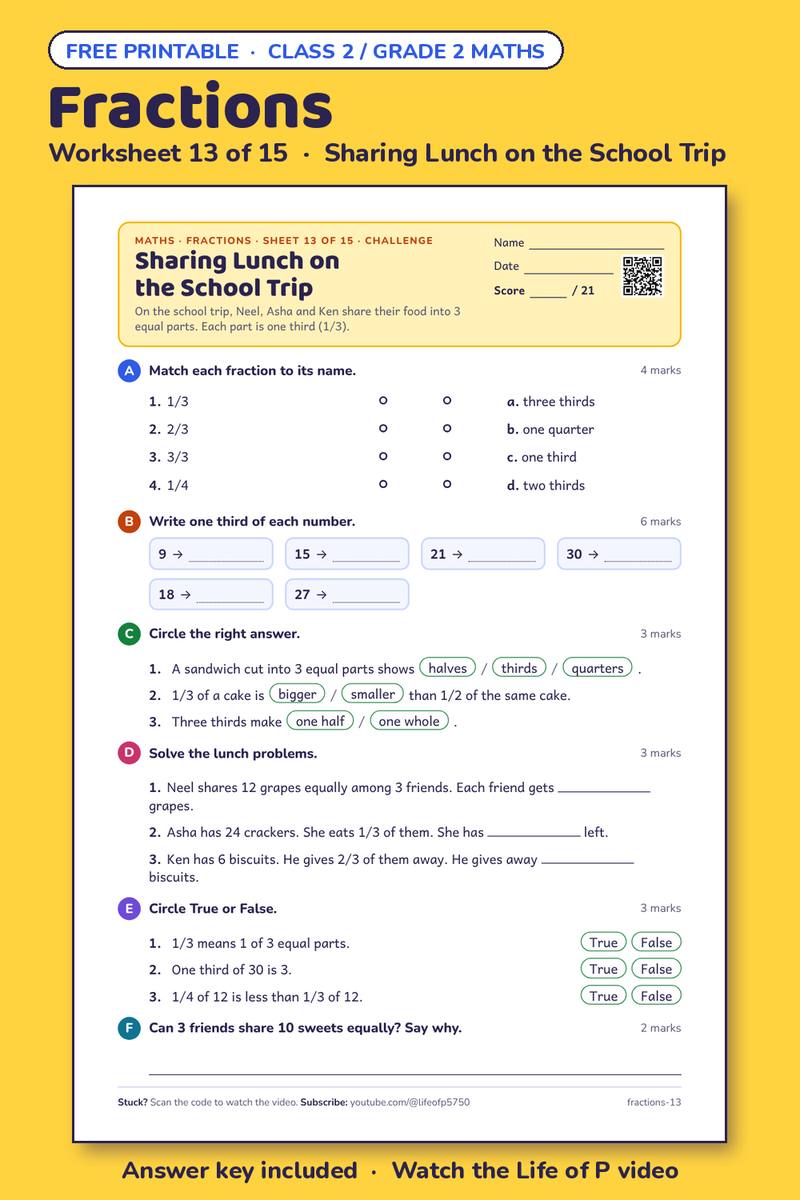 FREE PRINTABLE · CLASS 2 / GRADE 2 MATHS
Fractions
Worksheet 13 of 15 · Sharing Lunch on the School Trip
MATHS · FRACTIONS · SHEET 13 OF 15 · CHALLENGE
Sharing Lunch on
the School Trip
On the school trip, Neel, Asha and Ken share their food into 3
equal parts. Each part is one third (1/3).
Name
Date
Score / 21
A Match each fraction to its name. 4 marks
1. 1/3 a. three thirds
2. 2/3 b. one quarter
3. 3/3 c. one third
4. 1/4 d. two thirds
B Write one third of each number. 6 marks
9 → 15 → 21 → 30 →
18 → 27 →
C Circle the right answer. 3 marks
1. A sandwich cut into 3 equal parts shows halves / thirds / quarters .
2. 1/3 of a cake is bigger / smaller than 1/2 of the same cake.
3. Three thirds make one half / one whole .
D Solve the lunch problems. 3 marks
1. Neel shares 12 grapes equally among 3 friends. Each friend gets
grapes.
2. Asha has 24 crackers. She eats 1/3 of them. She has left.
3. Ken has 6 biscuits. He gives 2/3 of them away. He gives away
biscuits.
E Circle True or False. 3 marks
1. 1/3 means 1 of 3 equal parts. True False
2. One third of 30 is 3. True False
3. 1/4 of 12 is less than 1/3 of 12. True False
F Can 3 friends share 10 sweets equally? Say why. 2 marks
Stuck? Scan the code to watch the video. Subscribe: youtube.com/@lifeofp5750 fractions-13
Answer key included · Watch the Life of P video